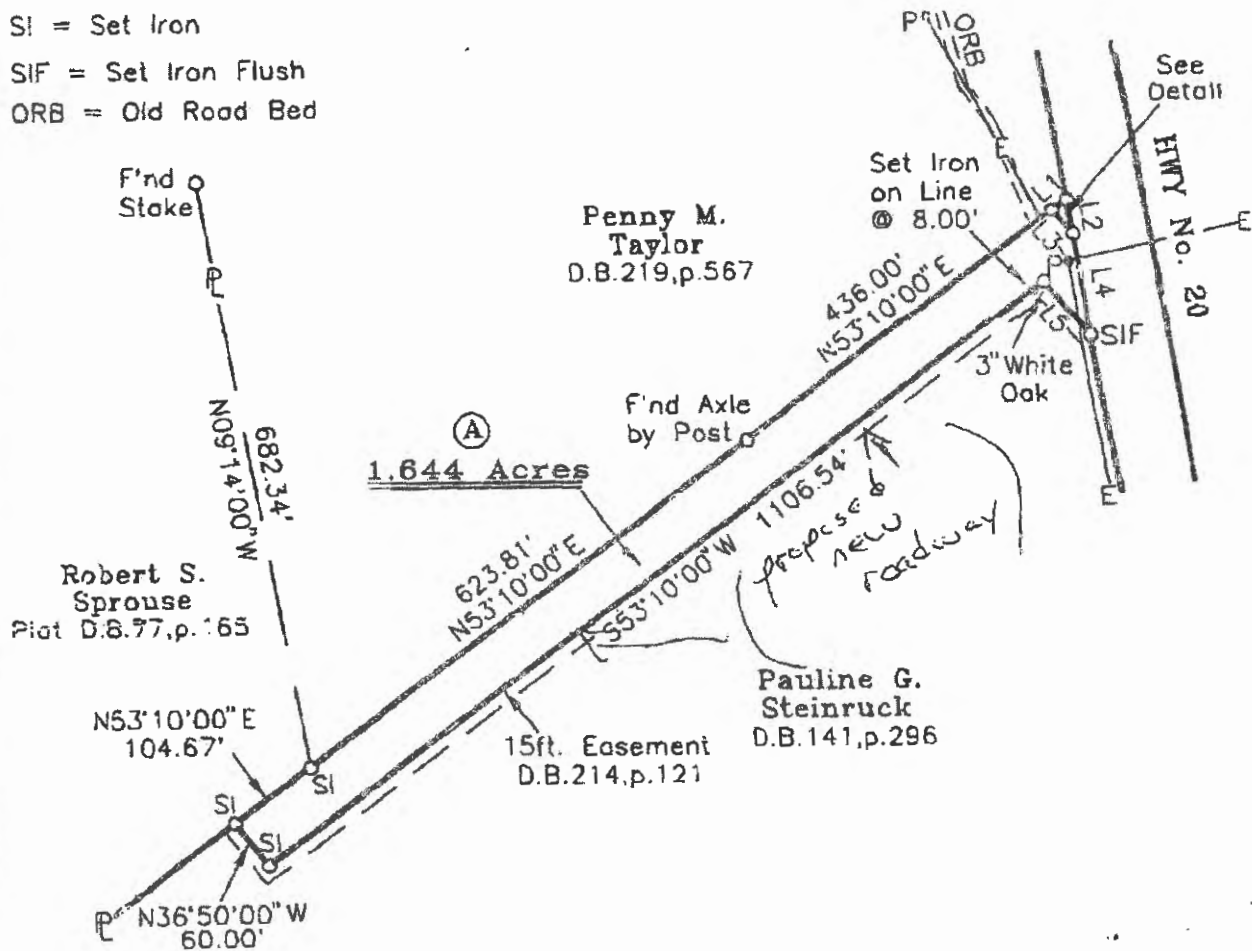 SI = Set Iron
SIF = Set Iron Flush
ORB = Old Road Bed
ORB
See
Detail
HWY No. 20
F'nd
Stake
Set Iron
on Line
@ 8.00'
Penny M.
Taylor
D.B.219,p.567
E
L2
L3
E
L4
L5
SIF
3" White
Oak
E
436.00'
N53°10'00"E
F'nd Axle
by Post
682.34'
N09°14'00"W
A
1.644 Acres
1106.54'
S53°10'00"W
proposed
new
roadway
623.81'
N53°10'00"E
Robert S.
Sprouse
Plat D.B.77,p.165
Pauline G.
Steinruck
D.B.141,p.296
N53°10'00"E
104.67'
15ft. Easement
D.B.214,p.121
SI
SI
SI
N36°50'00"W
60.00'